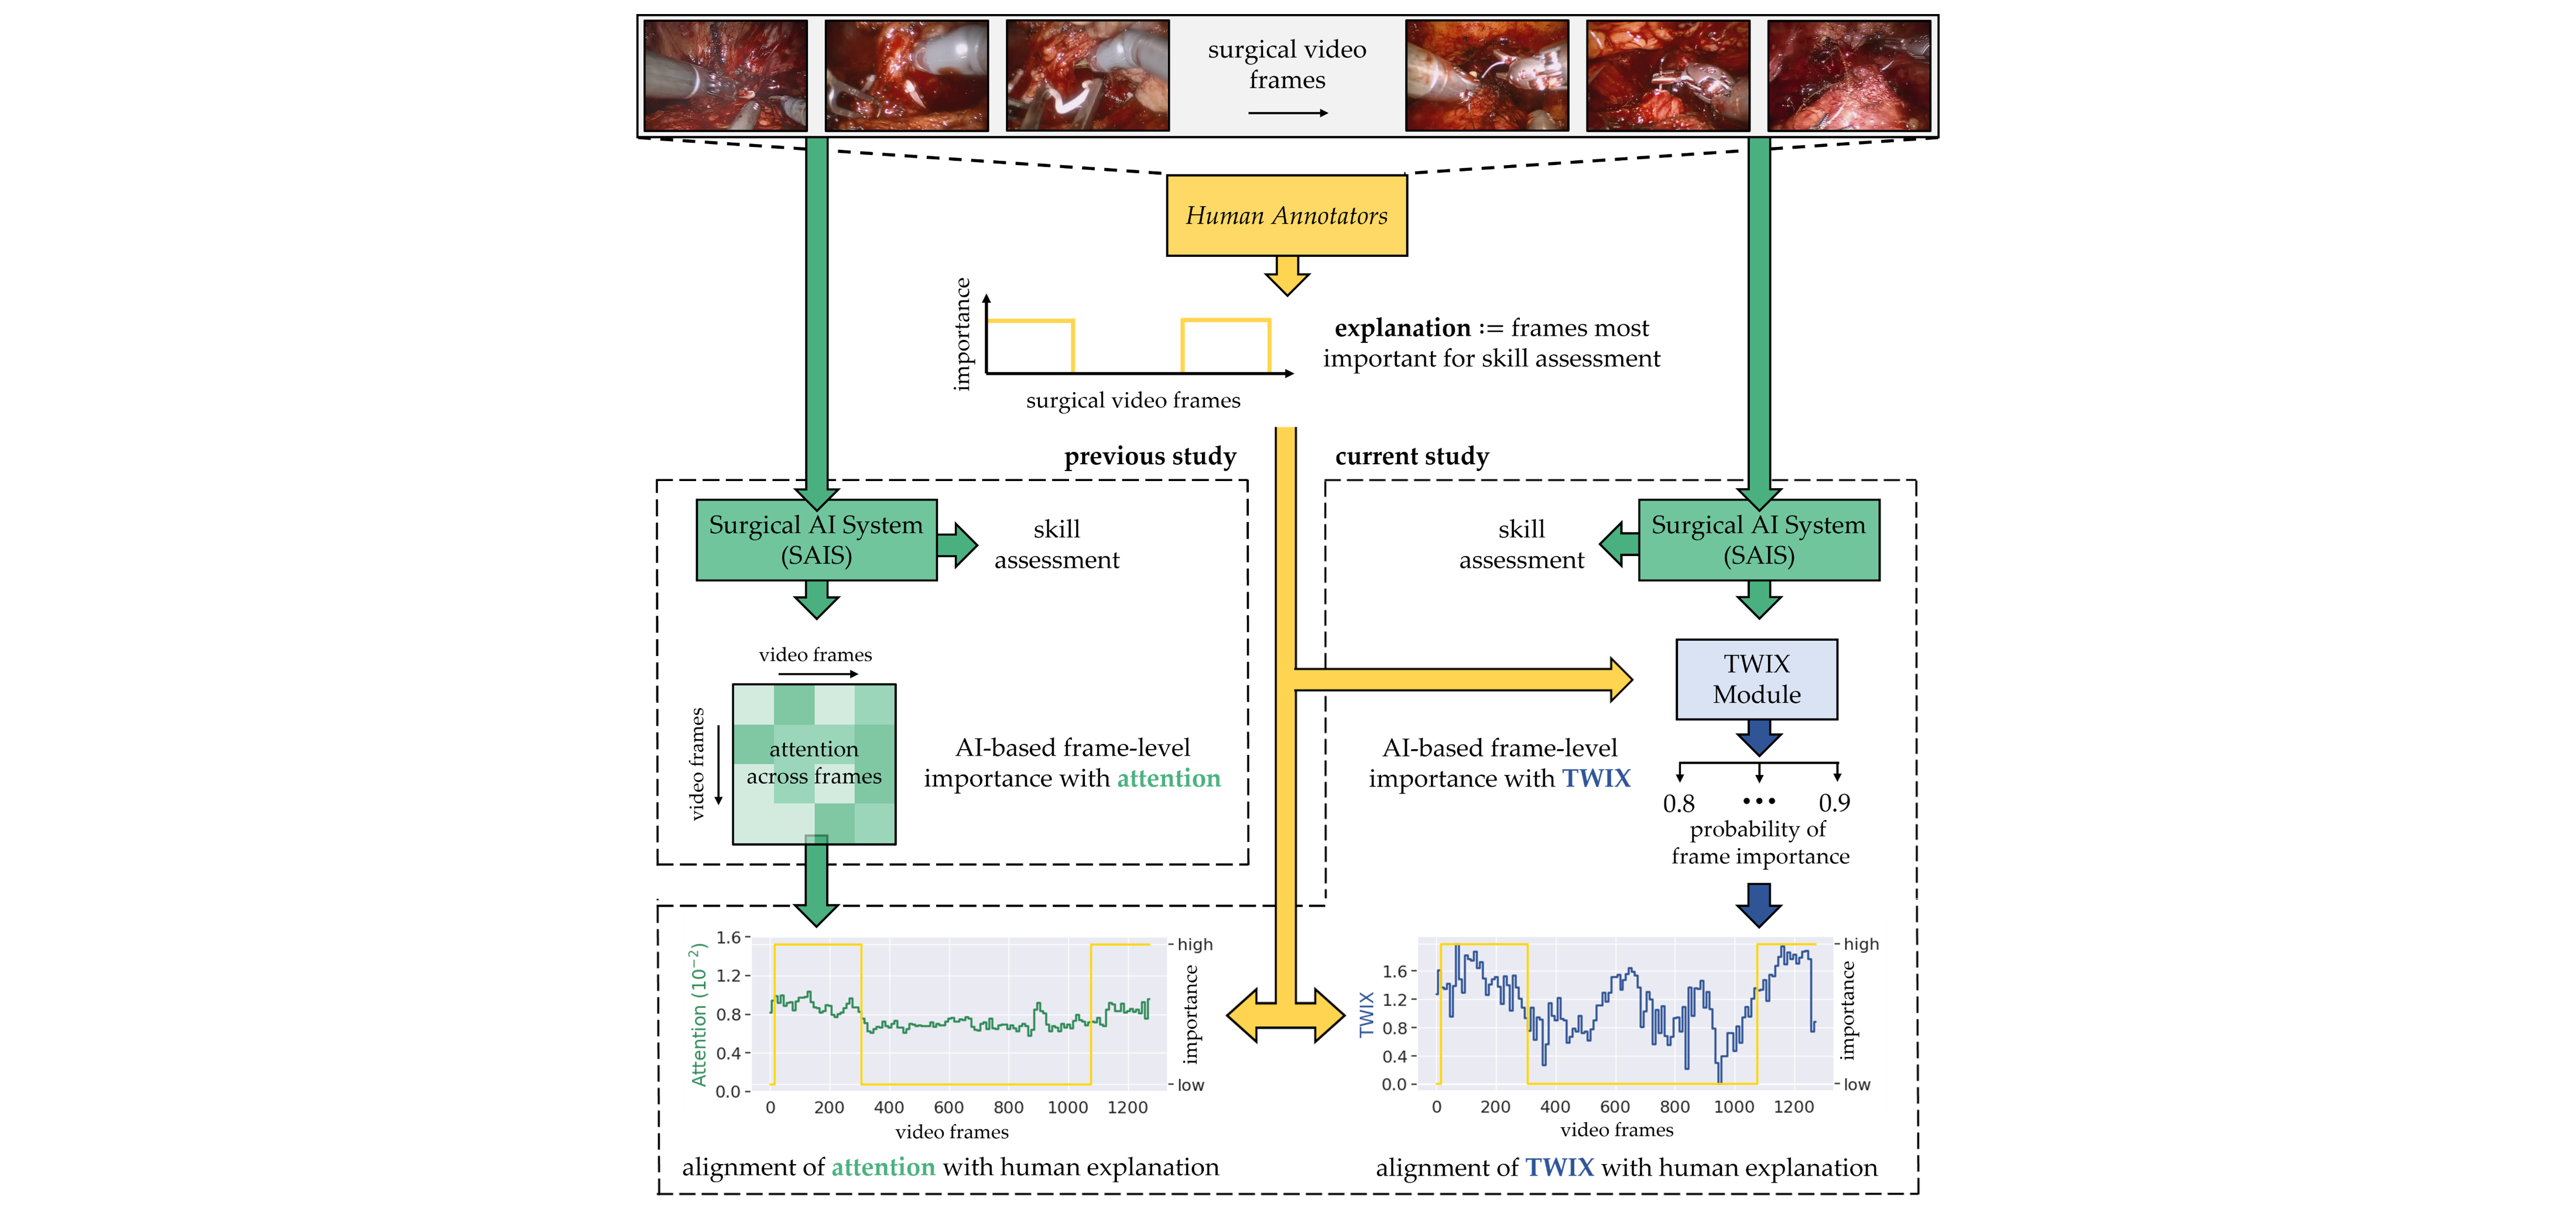 surgical video
frames
Human Annotators
importance
surgical video frames
explanation := frames most
important for skill assessment
previous study
current study
Surgical AI System
(SAIS)
skill
assessment
video frames
video frames
attention
across frames
AI-based frame-level
importance with attention
skill
assessment
Surgical AI System
(SAIS)
TWIX
Module
AI-based frame-level
importance with TWIX
0.8 ••• 0.9
probability of
frame importance
Attention (10⁻²)
1.6
1.2
0.8
0.4
0.0
0 200 400 600 800 1000 1200
video frames
high
importance
low
alignment of attention with human explanation
TWIX
1.6
1.2
0.8
0.4
0.0
0 200 400 600 800 1000 1200
video frames
high
importance
low
alignment of TWIX with human explanation